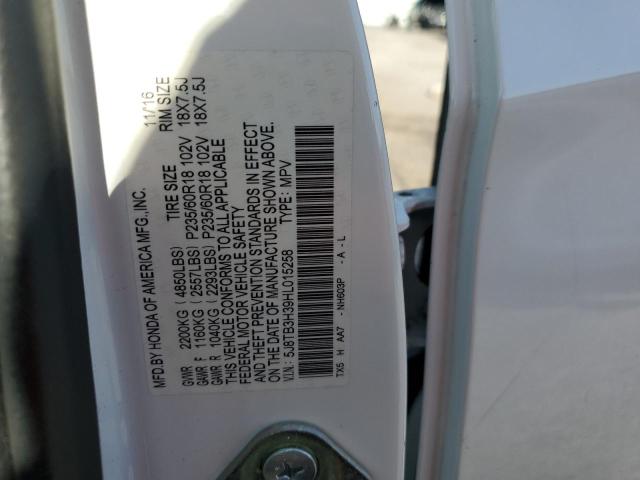 MFD.BY HONDA OF AMERICA MFG.,INC. 11/16
TIRE SIZE RIM SIZE
GVWR 2200KG (4850LBS)
GAWR F 1160KG (2557LBS) P235/60R18 102V 18X7.5J
GAWR R 1040KG (2293LBS) P235/60R18 102V 18X7.5J
THIS VEHICLE CONFORMS TO ALL APPLICABLE
FEDERAL MOTOR VEHICLE SAFETY
AND THEFT PREVENTION STANDARDS IN EFFECT
ON THE DATE OF MANUFACTURE SHOWN ABOVE.
V.I.N.: 5J8TB3H39HL015258 TYPE: MPV
TX5 H AA7 - NH603P - A - L